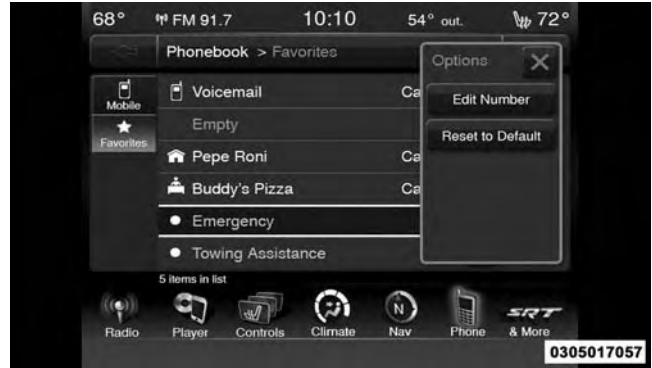 68° FM 91.7 10:10 54° out. 72°
Phonebook > Favorites
Options
Mobile
Favorites
Voicemail Ca
Empty
Pepe Roni Ca
Buddy's Pizza Ca
Emergency
Towing Assistance
Edit Number
Reset to Default
5 items in list
Radio Player Controls Climate N Nav Phone SRT & More
0305017057